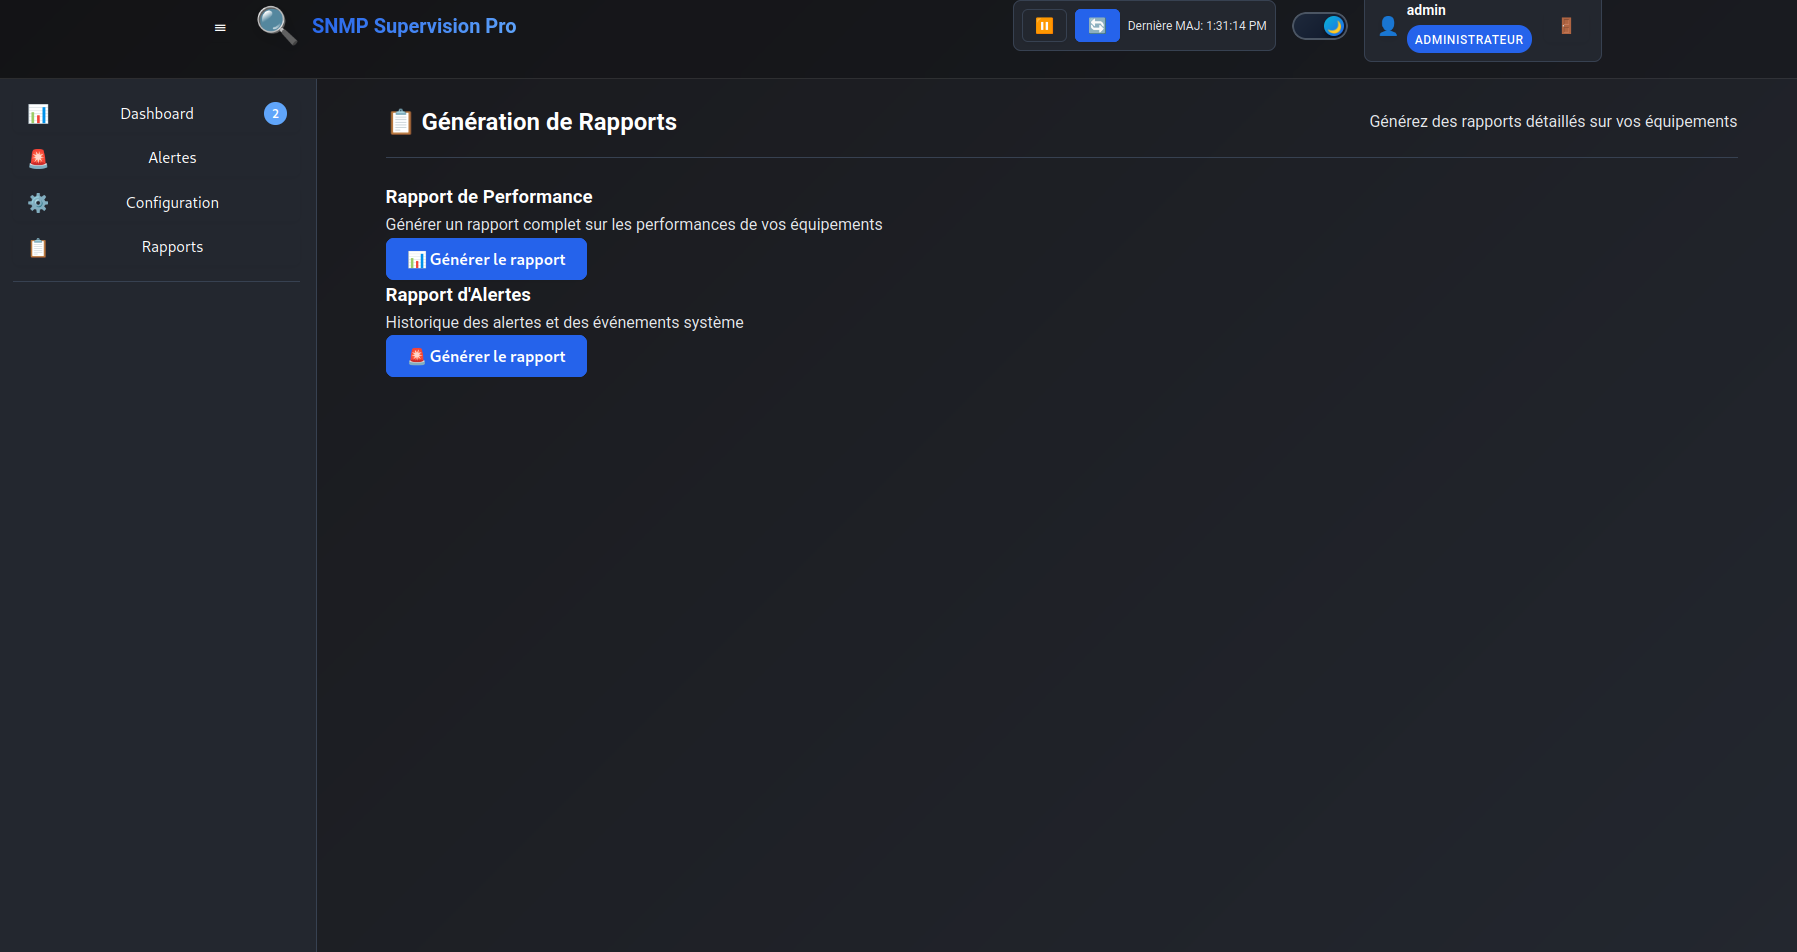 SNMP Supervision Pro
Dernière MAJ: 1:31:14 PM
admin
ADMINISTRATEUR
Dashboard 2
Alertes
Configuration
Rapports
Génération de Rapports
Générez des rapports détaillés sur vos équipements
Rapport de Performance
Générer un rapport complet sur les performances de vos équipements
Générer le rapport
Rapport d'Alertes
Historique des alertes et des événements système
Générer le rapport